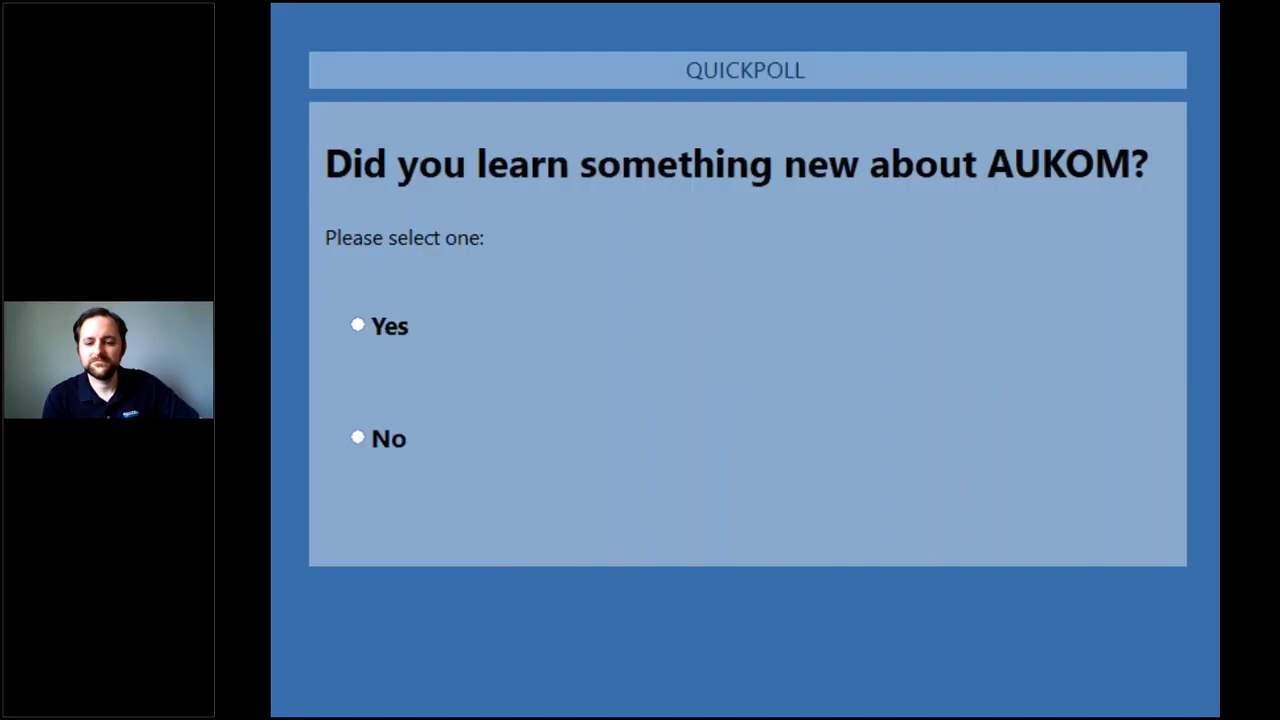 QUICKPOLL
Did you learn something new about AUKOM?
Please select one:
Yes
No